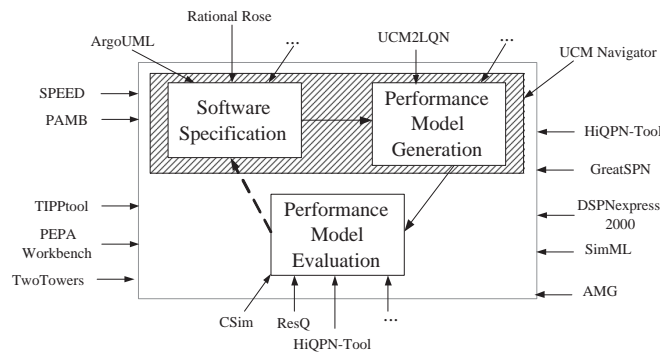 Rational Rose
ArgoUML
...
UCM2LQN
...
UCM Navigator
SPEED
PAMB
Software
Specification
Performance
Model
Generation
HiQPN-Tool
GreatSPN
TIPPtool
PEPA
Workbench
TwoTowers
Performance
Model
Evaluation
DSPNexpress
2000
SimML
AMG
CSim
ResQ
HiQPN-Tool
...